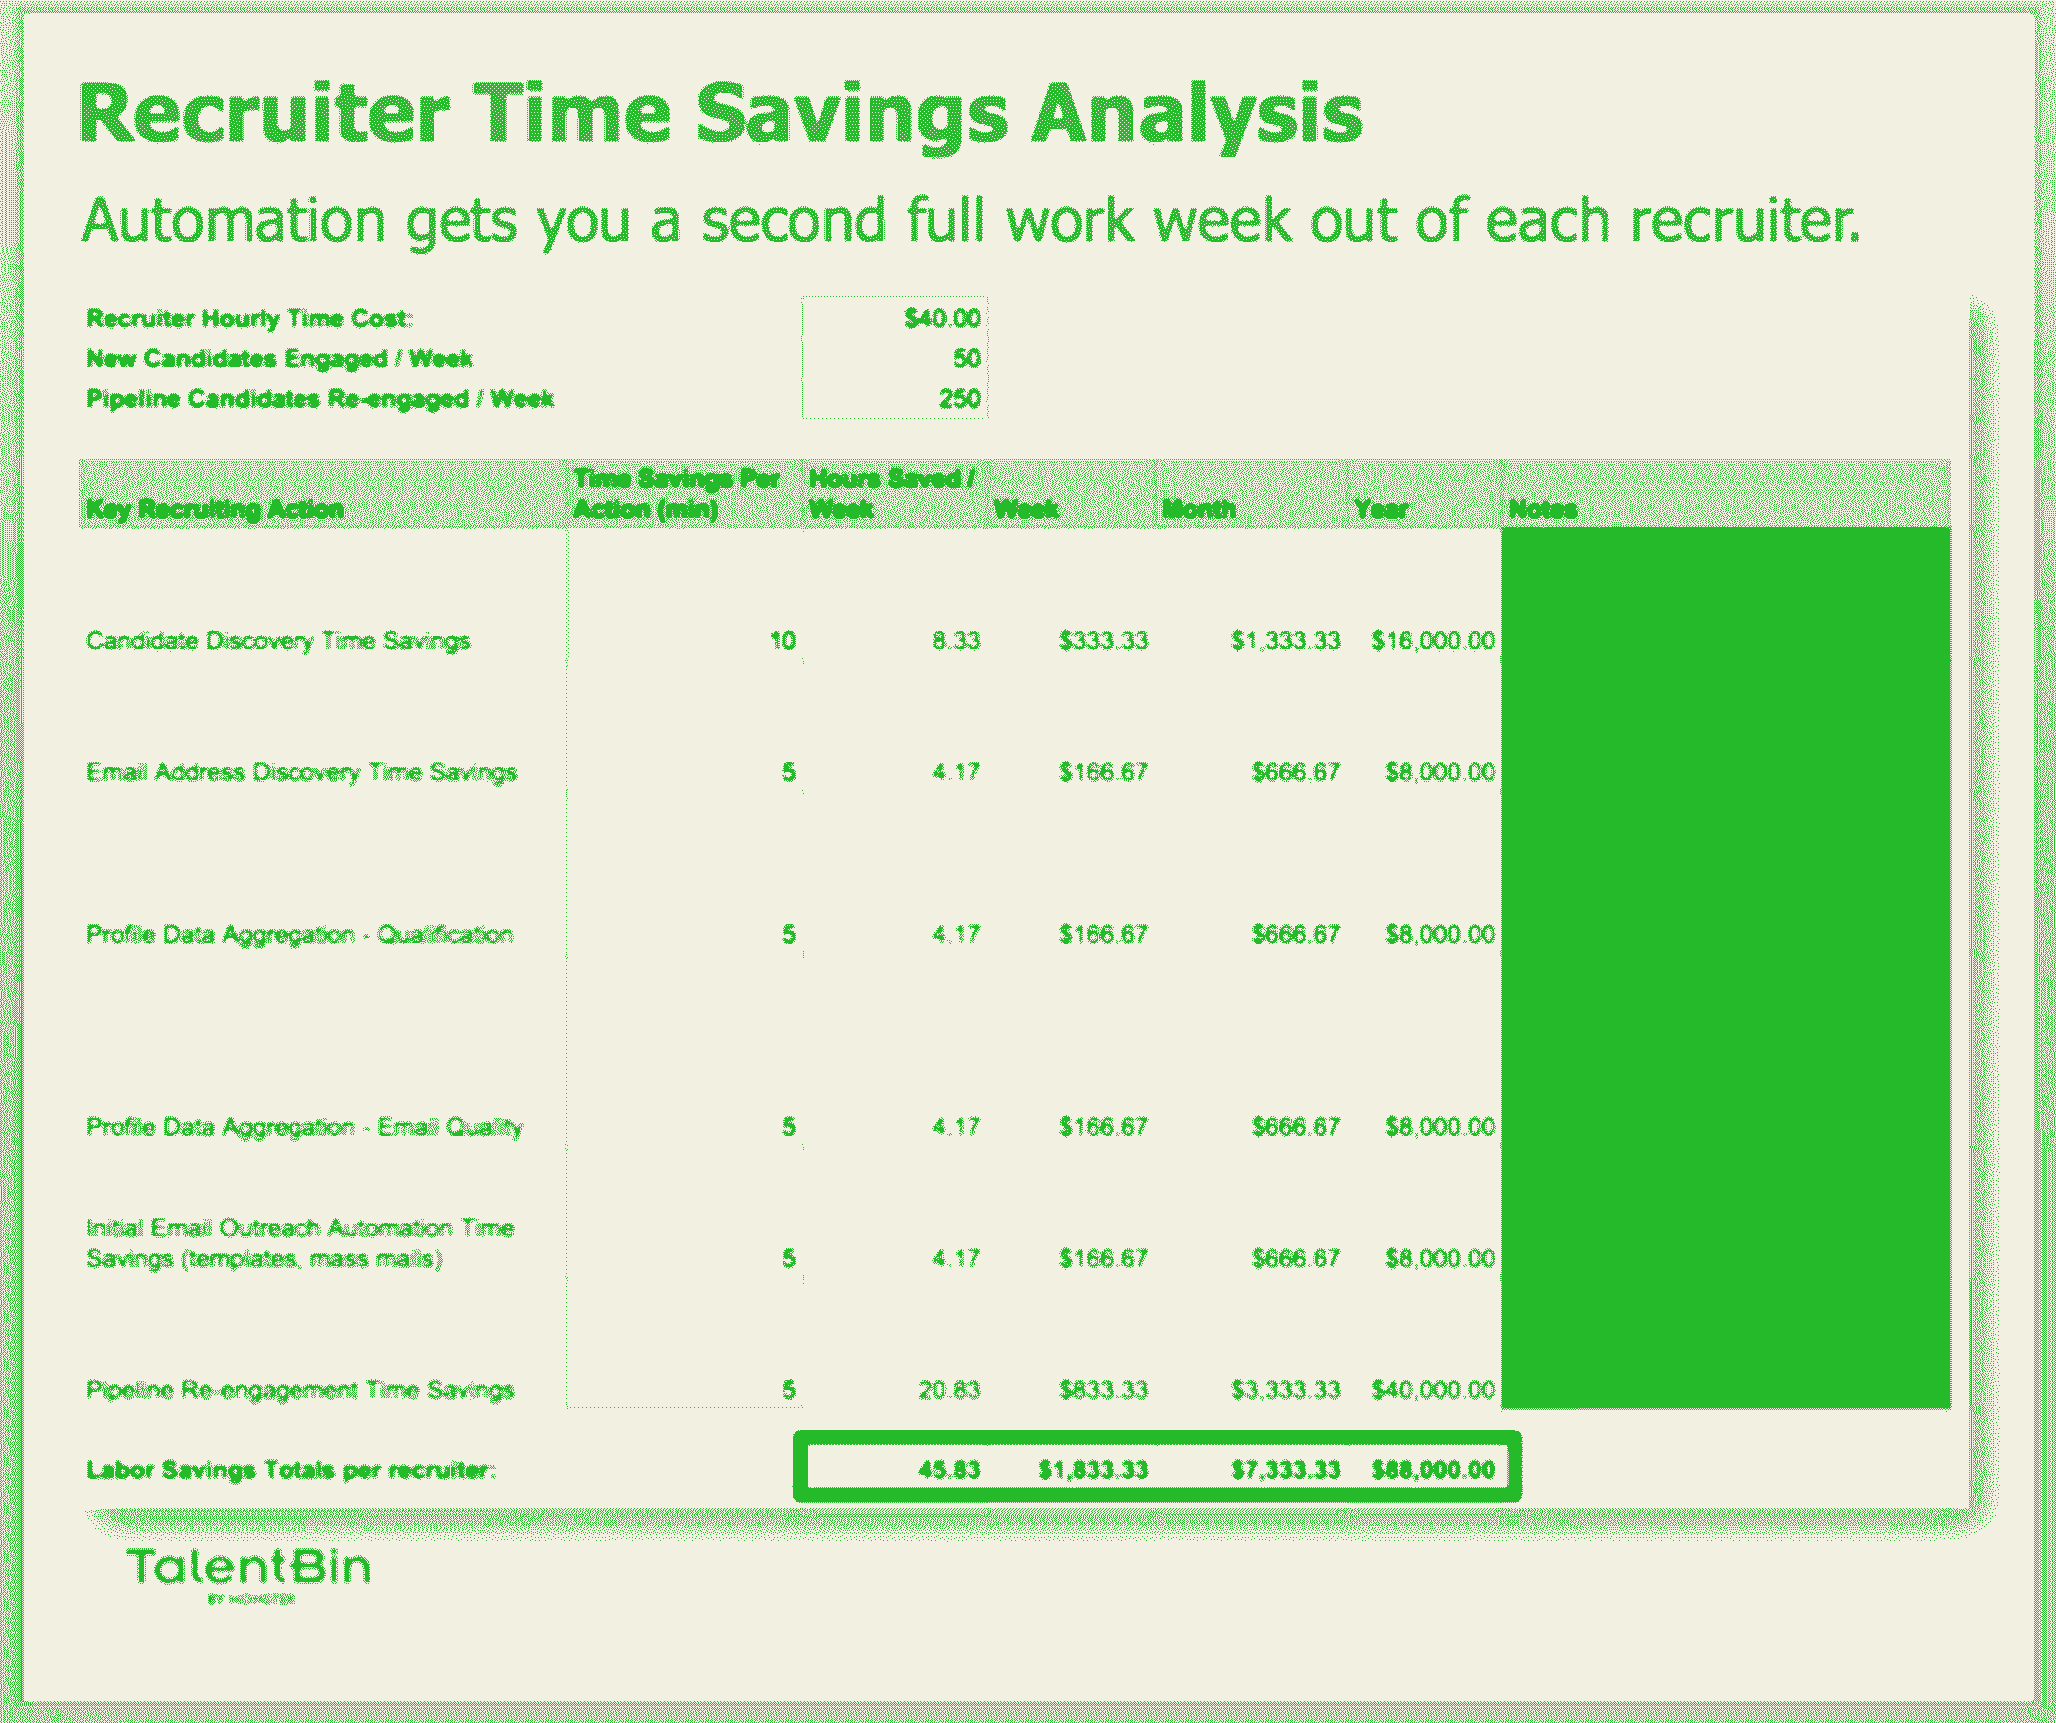 Recruiter Time Savings Analysis
Automation gets you a second full work week out of each recruiter.
Recruiter Hourly Time Cost: $40.00
New Candidates Engaged / Week 50
Pipeline Candidates Re-engaged / Week 250
Key Recruiting Action Time Savings Per Action (min) Hours Saved / Week Week Month Year Notes
Candidate Discovery Time Savings 10 8.33 $333.33 $1,333.33 $16,000.00
Email Address Discovery Time Savings 5 4.17 $166.67 $666.67 $8,000.00
Profile Data Aggregation - Qualification 5 4.17 $166.67 $666.67 $8,000.00
Profile Data Aggregation - Email Quality 5 4.17 $166.67 $666.67 $8,000.00
Initial Email Outreach Automation Time
Savings (templates, mass mails) 5 4.17 $166.67 $666.67 $8,000.00
Pipeline Re-engagement Time Savings 5 20.83 $833.33 $3,333.33 $40,000.00
Labor Savings Totals per recruiter: 45.83 $1,833.33 $7,333.33 $88,000.00
TalentBin
BY MONSTER